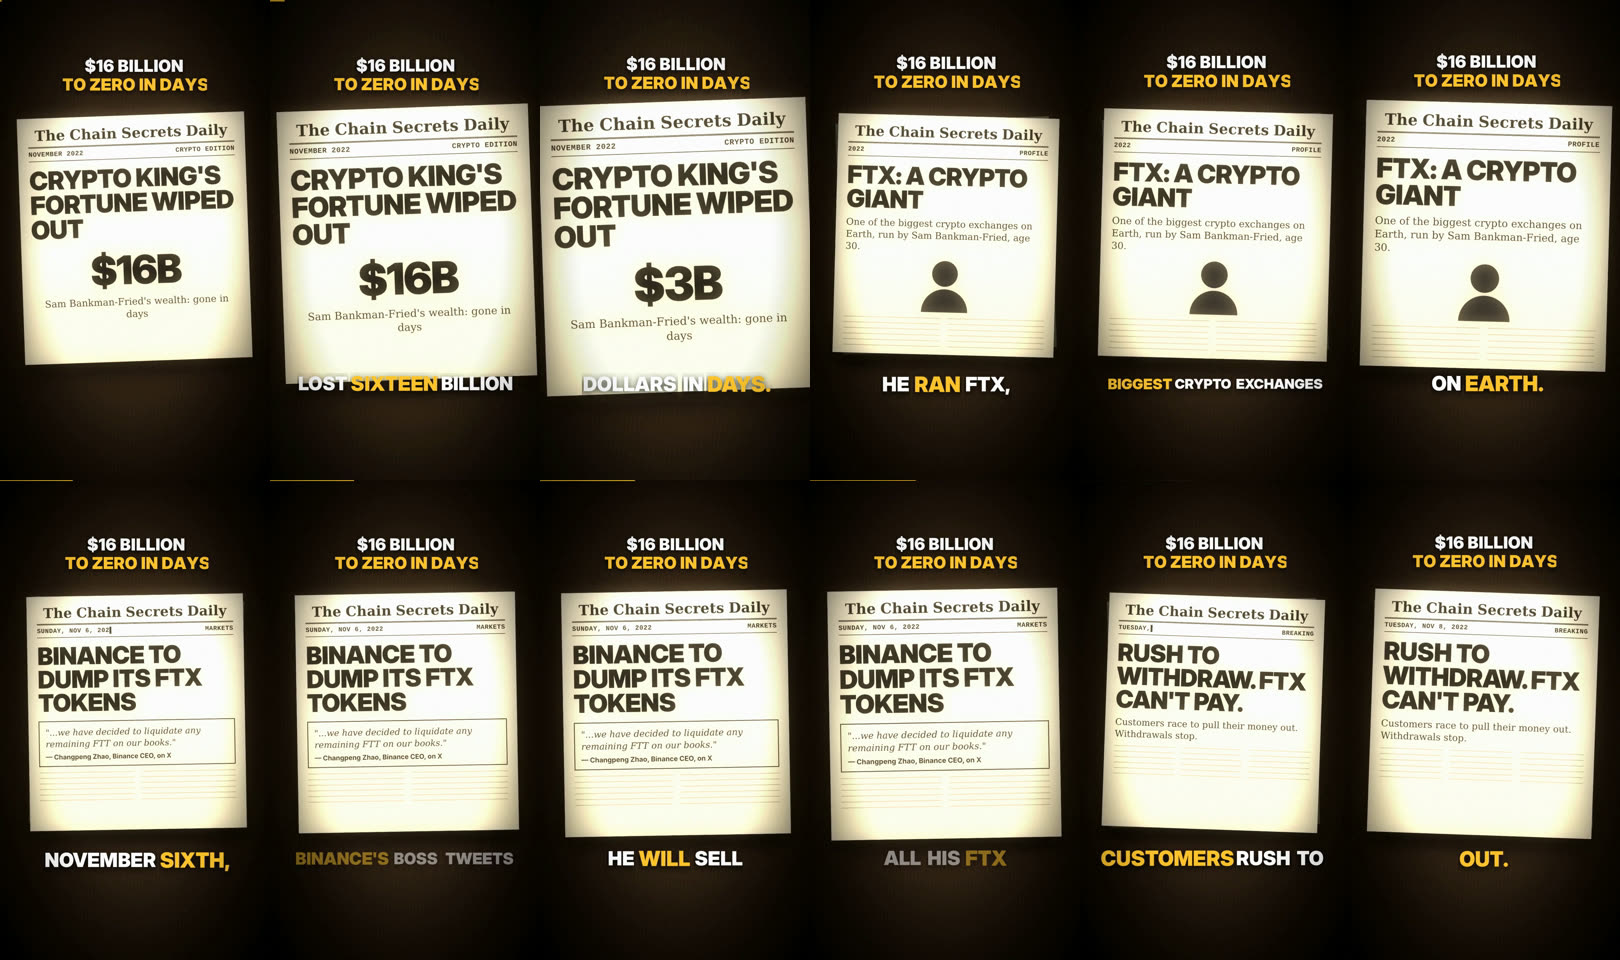 $16 BILLION
TO ZERO IN DAYS
The Chain Secrets Daily
NOVEMBER 2022 CRYPTO EDITION
CRYPTO KING'S
FORTUNE WIPED
OUT
$16B
Sam Bankman-Fried's wealth: gone in
days
$16 BILLION
TO ZERO IN DAYS
The Chain Secrets Daily
NOVEMBER 2022 CRYPTO EDITION
CRYPTO KING'S
FORTUNE WIPED
OUT
$16B
Sam Bankman-Fried's wealth: gone in
days
LOST SIXTEEN BILLION
$16 BILLION
TO ZERO IN DAYS
The Chain Secrets Daily
NOVEMBER 2022 CRYPTO EDITION
CRYPTO KING'S
FORTUNE WIPED
OUT
$3B
Sam Bankman-Fried's wealth: gone in
days
DOLLARS IN DAYS.
$16 BILLION
TO ZERO IN DAYS
The Chain Secrets Daily
2022 PROFILE
FTX: A CRYPTO
GIANT
One of the biggest crypto exchanges on
Earth, run by Sam Bankman-Fried, age
30.
HE RAN FTX,
$16 BILLION
TO ZERO IN DAYS
The Chain Secrets Daily
2022 PROFILE
FTX: A CRYPTO
GIANT
One of the biggest crypto exchanges on
Earth, run by Sam Bankman-Fried, age
30.
BIGGEST CRYPTO EXCHANGES
$16 BILLION
TO ZERO IN DAYS
The Chain Secrets Daily
2022 PROFILE
FTX: A CRYPTO
GIANT
One of the biggest crypto exchanges on
Earth, run by Sam Bankman-Fried, age
30.
ON EARTH.
$16 BILLION
TO ZERO IN DAYS
The Chain Secrets Daily
SUNDAY, NOV 6, 202 MARKETS
BINANCE TO
DUMP ITS FTX
TOKENS
"...we have decided to liquidate any
remaining FTT on our books."
— Changpeng Zhao, Binance CEO, on X
NOVEMBER SIXTH,
$16 BILLION
TO ZERO IN DAYS
The Chain Secrets Daily
SUNDAY, NOV 6, 2022 MARKETS
BINANCE TO
DUMP ITS FTX
TOKENS
"...we have decided to liquidate any
remaining FTT on our books."
— Changpeng Zhao, Binance CEO, on X
BINANCE'S BOSS TWEETS
$16 BILLION
TO ZERO IN DAYS
The Chain Secrets Daily
SUNDAY, NOV 6, 2022 MARKETS
BINANCE TO
DUMP ITS FTX
TOKENS
"...we have decided to liquidate any
remaining FTT on our books."
— Changpeng Zhao, Binance CEO, on X
HE WILL SELL
$16 BILLION
TO ZERO IN DAYS
The Chain Secrets Daily
SUNDAY, NOV 6, 2022 MARKETS
BINANCE TO
DUMP ITS FTX
TOKENS
"...we have decided to liquidate any
remaining FTT on our books."
— Changpeng Zhao, Binance CEO, on X
ALL HIS FTX
$16 BILLION
TO ZERO IN DAYS
The Chain Secrets Daily
TUESDAY, BREAKING
RUSH TO
WITHDRAW. FTX
CAN'T PAY.
Customers race to pull their money out.
Withdrawals stop.
CUSTOMERS RUSH TO
$16 BILLION
TO ZERO IN DAYS
The Chain Secrets Daily
TUESDAY, NOV 8, 2022 BREAKING
RUSH TO
WITHDRAW. FTX
CAN'T PAY.
Customers race to pull their money out.
Withdrawals stop.
OUT.